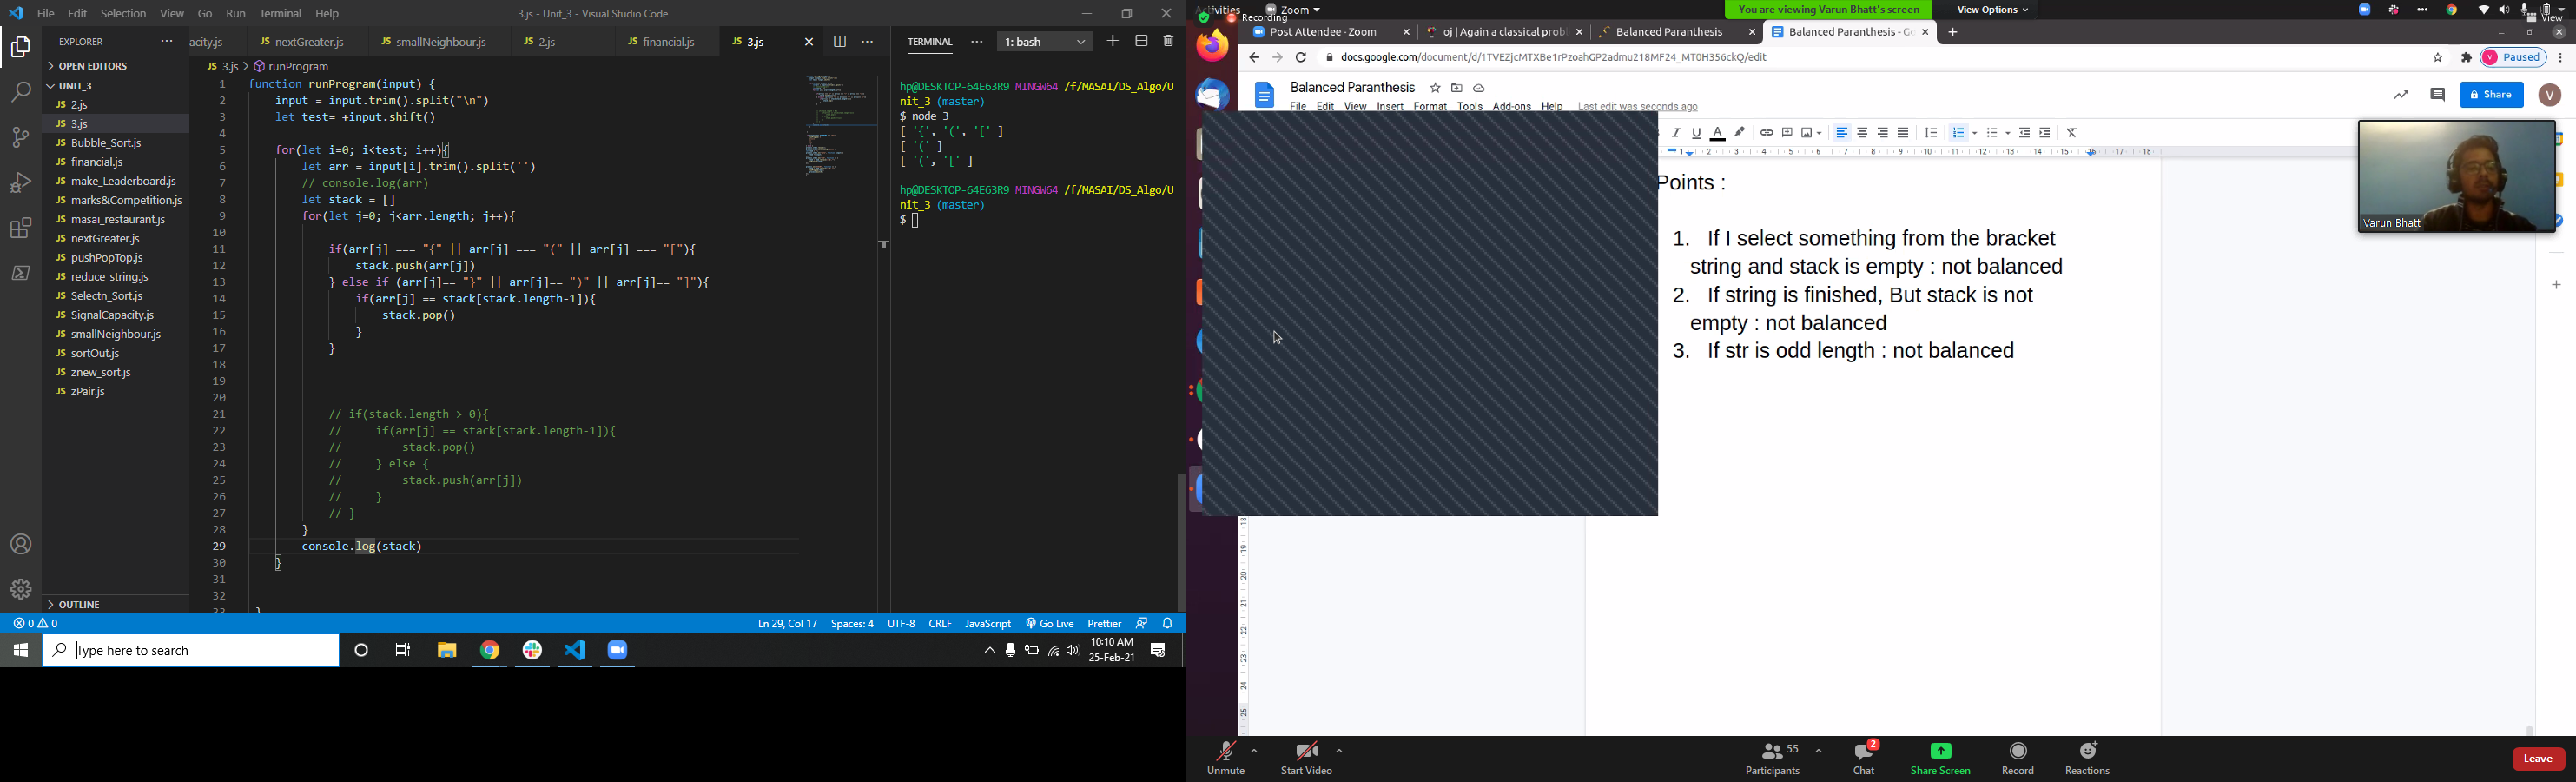 File Edit Selection View Go Run Terminal Help
3.js - Unit_3 - Visual Studio Code
EXPLORER
OPEN EDITORS
UNIT_3
JS 2.js
JS 3.js
JS Bubble_Sort.js
JS financial.js
JS make_Leaderboard.js
JS marks&Competition.js
JS masai_restaurant.js
JS nextGreater.js
JS pushPopTop.js
JS reduce_string.js
JS Selectn_Sort.js
JS SignalCapacity.js
JS smallNeighbour.js
JS sortOut.js
JS znew_sort.js
JS zPair.js
OUTLINE
acity.js JS nextGreater.js JS smallNeighbour.js JS 2.js JS financial.js JS 3.js
JS 3.js > runProgram
1 function runProgram(input) {
2 input = input.trim().split("\n")
3 let test= +input.shift()
4
5 for(let i=0; i<test; i++){
6 let arr = input[i].trim().split('')
7 // console.log(arr)
8 let stack = []
9 for(let j=0; j<arr.length; j++){
10
11 if(arr[j] === "{" || arr[j] === "(" || arr[j] === "["){
12 stack.push(arr[j])
13 } else if (arr[j]== "}" || arr[j]== ")" || arr[j]== "]"){
14 if(arr[j] == stack[stack.length-1]){
15 stack.pop()
16 }
17 }
18
19
20
21 // if(stack.length > 0){
22 // if(arr[j] == stack[stack.length-1]){
23 // stack.pop()
24 // } else {
25 // stack.push(arr[j])
26 // }
27 // }
28 }
29 console.log(stack)
30 }
31
32
33 }
TERMINAL 1: bash
hp@DESKTOP-64E63R9 MINGW64 /f/MASAI/DS_Algo/U
nit_3 (master)
$ node 3
[ '{', '(', '[' ]
[ '(' ]
[ '(', '[' ]
hp@DESKTOP-64E63R9 MINGW64 /f/MASAI/DS_Algo/U
nit_3 (master)
$
0 0
Ln 29, Col 17 Spaces: 4 UTF-8 CRLF JavaScript Go Live Prettier
Type here to search
10:10 AM
25-Feb-21
Activities Zoom
Recording
You are viewing Varun Bhatt's screen View Options
View
Post Attendee - Zoom
oj | Again a classical probl
Balanced Paranthesis
Balanced Paranthesis - Go
docs.google.com/document/d/1TVEZjcMTXBe1rPzoahGP2admu218MF24_MT0H356ckQ/edit
Paused
Balanced Paranthesis
File Edit View Insert Format Tools Add-ons Help Last edit was seconds ago
Share
V
Points :
1. If I select something from the bracket
string and stack is empty : not balanced
2. If string is finished, But stack is not
empty : not balanced
3. If str is odd length : not balanced
Varun Bhatt
Unmute
Start Video
Participants 55
Chat 2
Share Screen
Record
Reactions
Leave